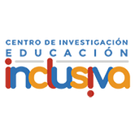 CENTRO DE INVESTIGACIÓN
EDUCACIÓN
inclusiva